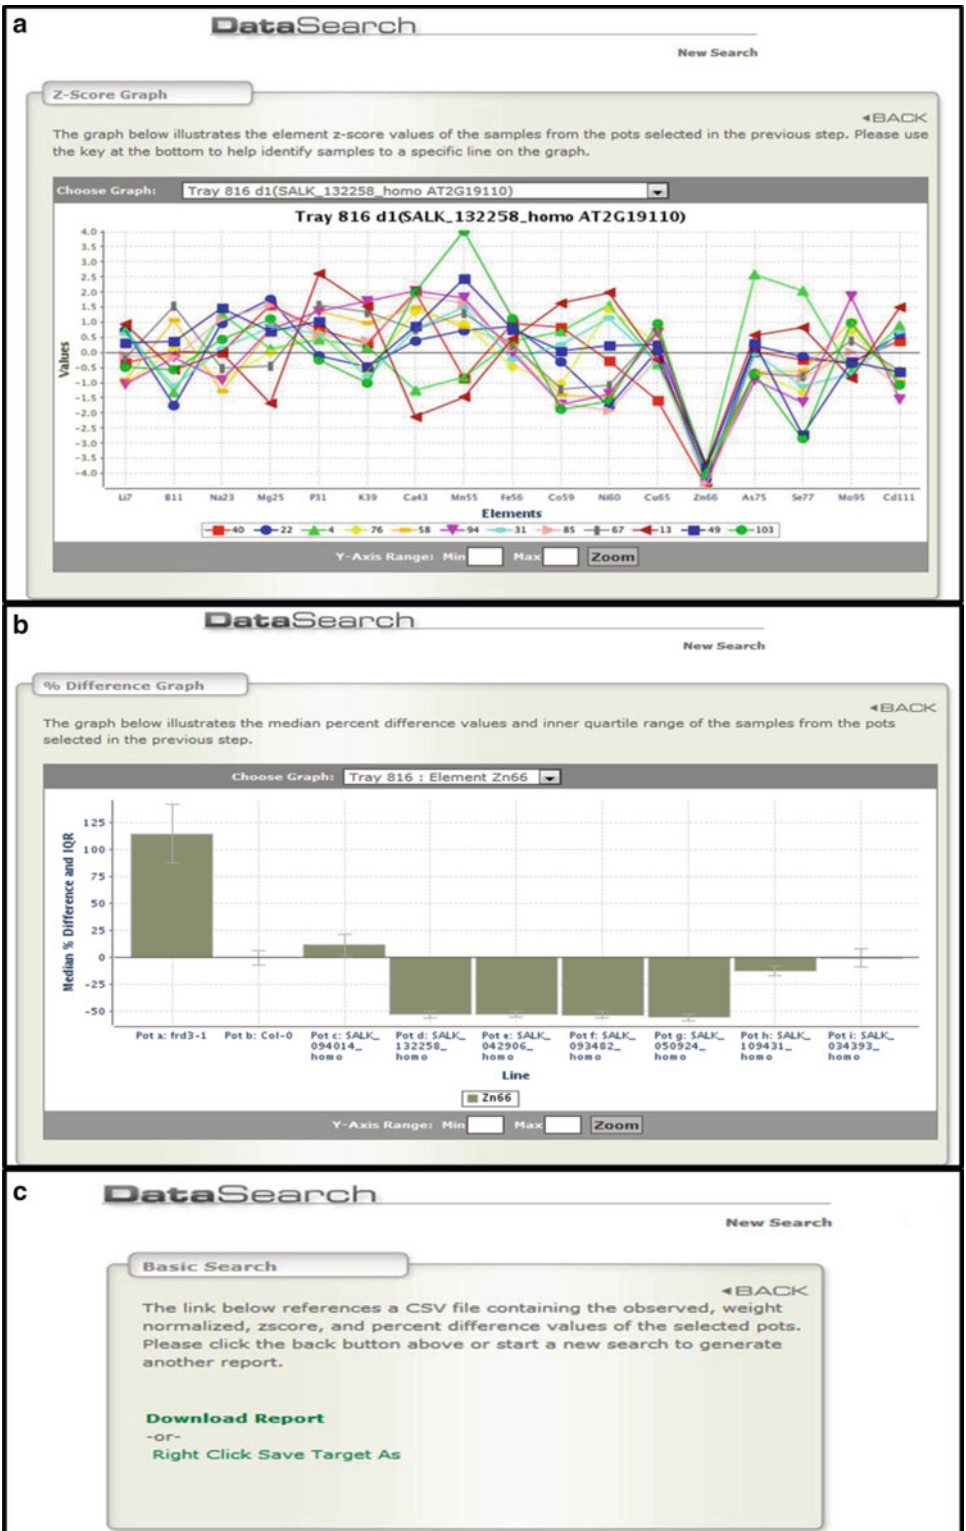 a
DataSearch
New Search
Z-Score Graph
◄BACK
The graph below illustrates the element z-score values of the samples from the pots selected in the previous step. Please use
the key at the bottom to help identify samples to a specific line on the graph.
Choose Graph: Tray 816 d1(SALK_132258_homo AT2G19110)
Tray 816 d1(SALK_132258_homo AT2G19110)
4.0
3.5
3.0
2.5
2.0
1.5
1.0
0.5
0.0
-0.5
-1.0
-1.5
-2.0
-2.5
-3.0
-3.5
-4.0
Values
Li7 B11 Na23 Mg25 P31 K39 Ca43 Mn55 Fe56 Co59 Ni60 Cu65 Zn66 As75 Se77 Mo95 Cd111
Elements
40 22 4 76 58 94 31 85 67 13 49 103
Y-Axis Range: Min Max Zoom
b
DataSearch
New Search
% Difference Graph
◄BACK
The graph below illustrates the median percent difference values and inner quartile range of the samples from the pots
selected in the previous step.
Choose Graph: Tray 816 : Element Zn66
125
100
75
50
25
0
-25
-50
Median % Difference and IQR
Pot a: frd3-1 Pot b: Col-0 Pot c: SALK_ Pot d: SALK_ Pot e: SALK_ Pot f: SALK_ Pot g: SALK_ Pot h: SALK_ Pot i: SALK_
094014_ 132258_ 042906_ 093482_ 050924_ 109431_ 034393_
homo homo homo homo homo homo homo
Line
Zn66
Y-Axis Range: Min Max Zoom
c
DataSearch
New Search
Basic Search
◄BACK
The link below references a CSV file containing the observed, weight
normalized, zscore, and percent difference values of the selected pots.
Please click the back button above or start a new search to generate
another report.
Download Report
-or-
Right Click Save Target As